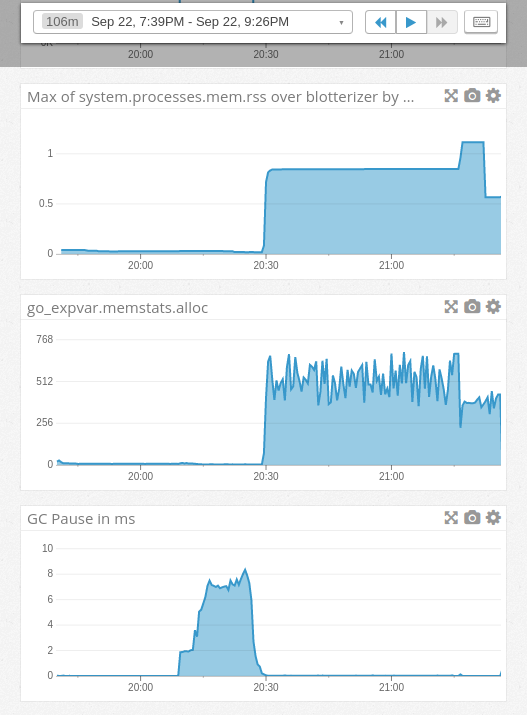 106m Sep 22, 7:39PM - Sep 22, 9:26PM
20:00 20:30 21:00
Max of system.processes.mem.rss over blotterizer by ...
1
0.5
0
20:00 20:30 21:00
go_expvar.memstats.alloc
768
512
256
0
20:00 20:30 21:00
GC Pause in ms
10
8
6
4
2
0
20:00 20:30 21:00